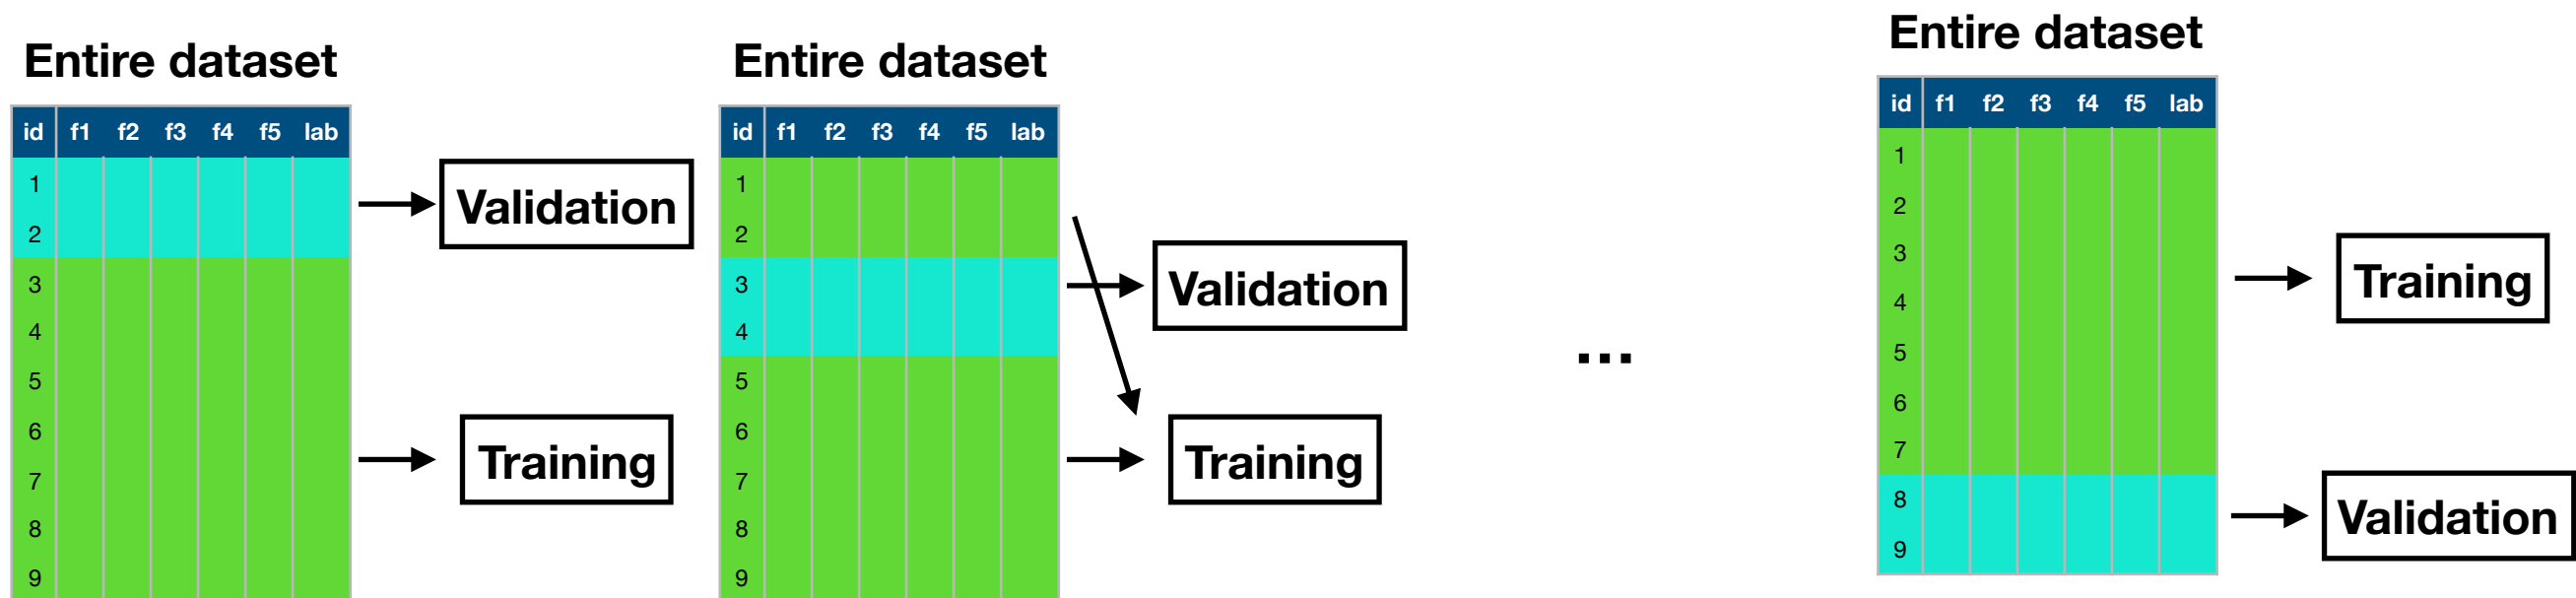 Entire dataset
id f1 f2 f3 f4 f5 lab
1
2
3
4
5
6
7
8
9
Validation
Training
Entire dataset
id f1 f2 f3 f4 f5 lab
1
2
3
4
5
6
7
8
9
Validation
Training
...
Entire dataset
id f1 f2 f3 f4 f5 lab
1
2
3
4
5
6
7
8
9
Training
Validation